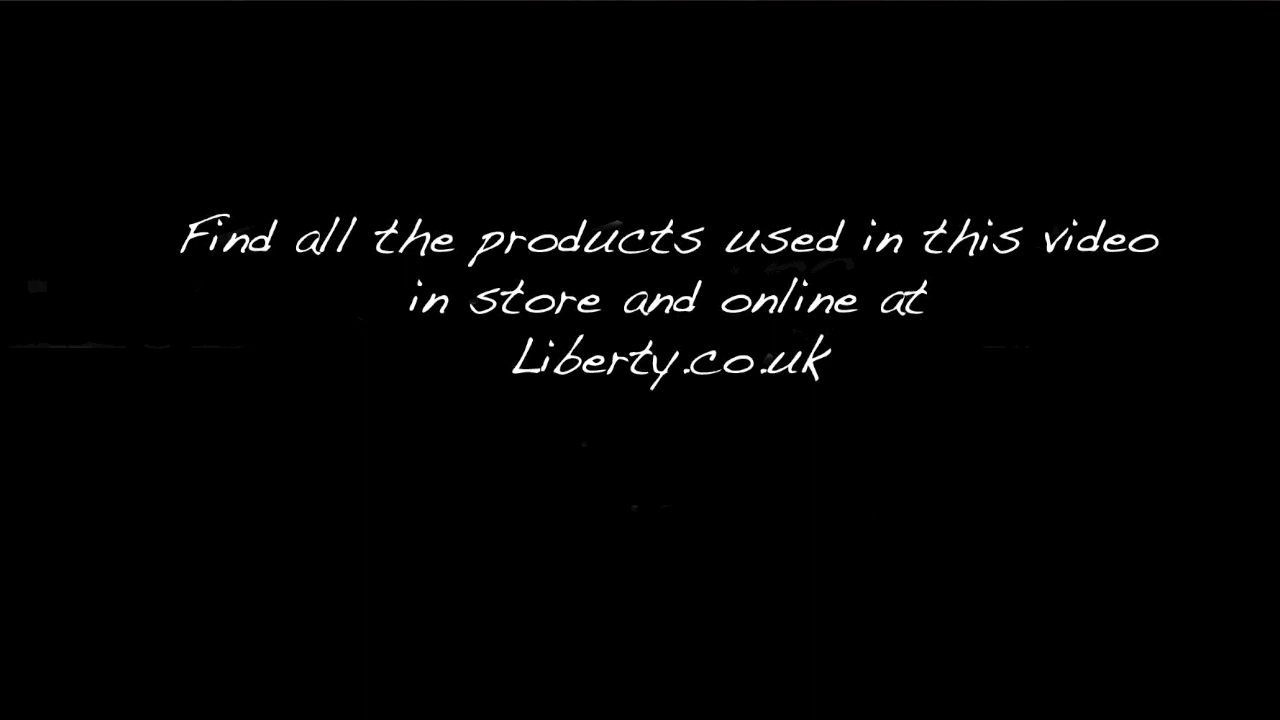 Find all the products used in this video
in store and online at
Liberty.co.uk